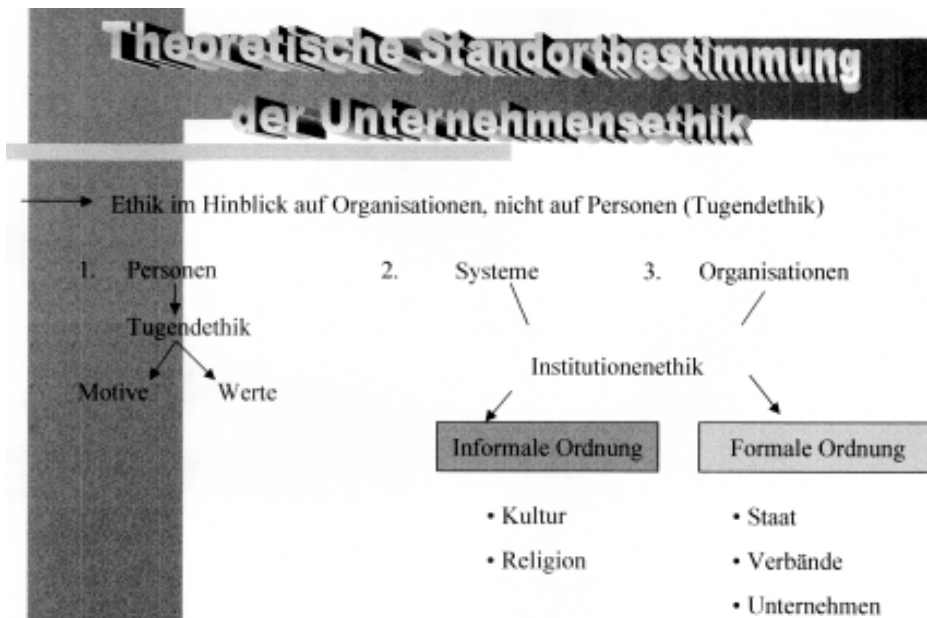 Theoretische Standortbestimmung
der Unternehmensethik
Ethik im Hinblick auf Organisationen, nicht auf Personen (Tugendethik)
1. Personen 2. Systeme 3. Organisationen
Tugendethik
Institutionenethik
Motive Werte
Informale Ordnung Formale Ordnung
• Kultur • Staat
• Religion • Verbände
• Unternehmen